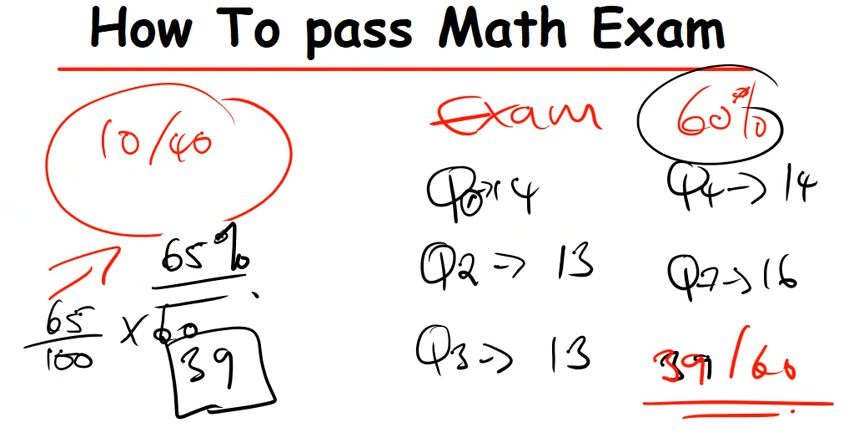 How To pass Math Exam
10/40
65%
65/100 × 60
39
Exam 60%
Q1 → 14
Q2 → 13
Q3 → 13
Q4 → 14
Q7 → 16
39/60